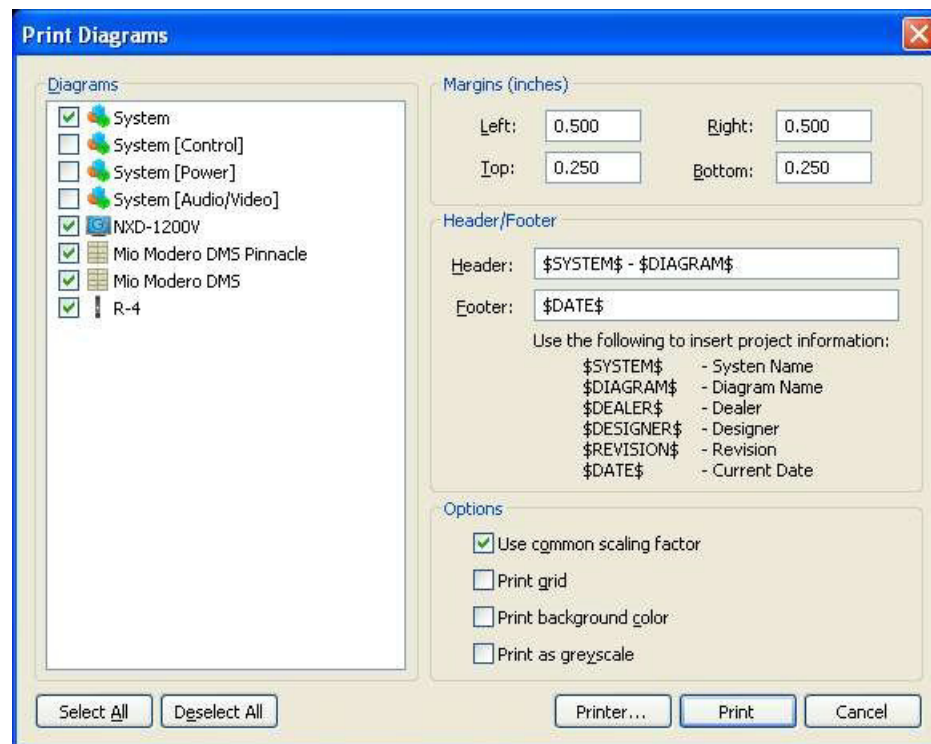 Print Diagrams
Diagrams
System
System [Control]
System [Power]
System [Audio/Video]
NXD-1200V
Mio Modero DMS Pinnacle
Mio Modero DMS
R-4
Margins (inches)
Left: 0.500 Right: 0.500
Top: 0.250 Bottom: 0.250
Header/Footer
Header: $SYSTEM$ - $DIAGRAM$
Footer: $DATE$
Use the following to insert project information:
$SYSTEM$ - Systen Name
$DIAGRAM$ - Diagram Name
$DEALER$ - Dealer
$DESIGNER$ - Designer
$REVISION$ - Revision
$DATE$ - Current Date
Options
Use common scaling factor
Print grid
Print background color
Print as greyscale
Select All Deselect All Printer... Print Cancel